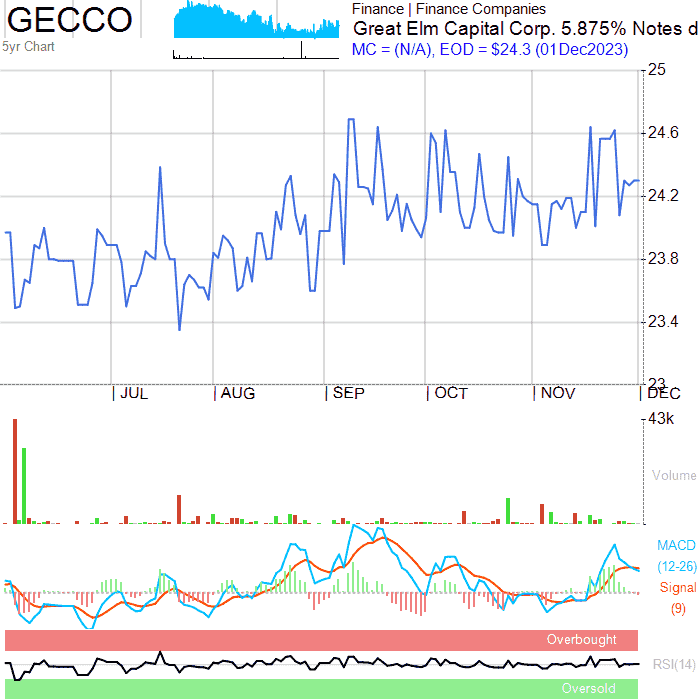 GECCO
5yr Chart
Finance | Finance Companies
Great Elm Capital Corp. 5.875% Notes d
MC = (N/A), EOD = $24.3 (01Dec2023)
25
24.6
24.2
23.8
23.4
23
JUL AUG SEP OCT NOV DEC
43k
Volume
MACD
(12-26)
Signal
(9)
Overbought
RSI(14)
Oversold